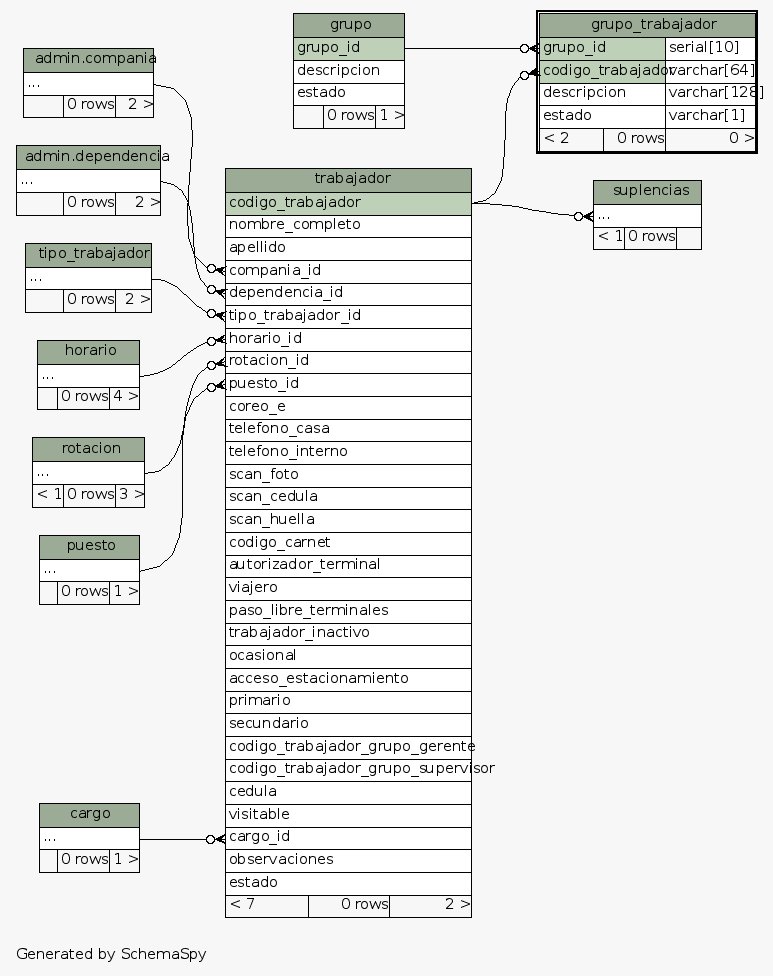 admin.compania
...
0 rows 2 >
admin.dependencia
...
0 rows 2 >
tipo_trabajador
...
0 rows 2 >
horario
...
0 rows 4 >
rotacion
...
< 1 0 rows 3 >
puesto
...
0 rows 1 >
cargo
...
0 rows 1 >
grupo
grupo_id
descripcion
estado
0 rows 1 >
trabajador
codigo_trabajador
nombre_completo
apellido
compania_id
dependencia_id
tipo_trabajador_id
horario_id
rotacion_id
puesto_id
coreo_e
telefono_casa
telefono_interno
scan_foto
scan_cedula
scan_huella
codigo_carnet
autorizador_terminal
viajero
paso_libre_terminales
trabajador_inactivo
ocasional
acceso_estacionamiento
primario
secundario
codigo_trabajador_grupo_gerente
codigo_trabajador_grupo_supervisor
cedula
visitable
cargo_id
observaciones
estado
< 7 0 rows 2 >
grupo_trabajador
grupo_id serial[10]
codigo_trabajador varchar[64]
descripcion varchar[128]
estado varchar[1]
< 2 0 rows 0 >
suplencias
...
< 1 0 rows
Generated by SchemaSpy